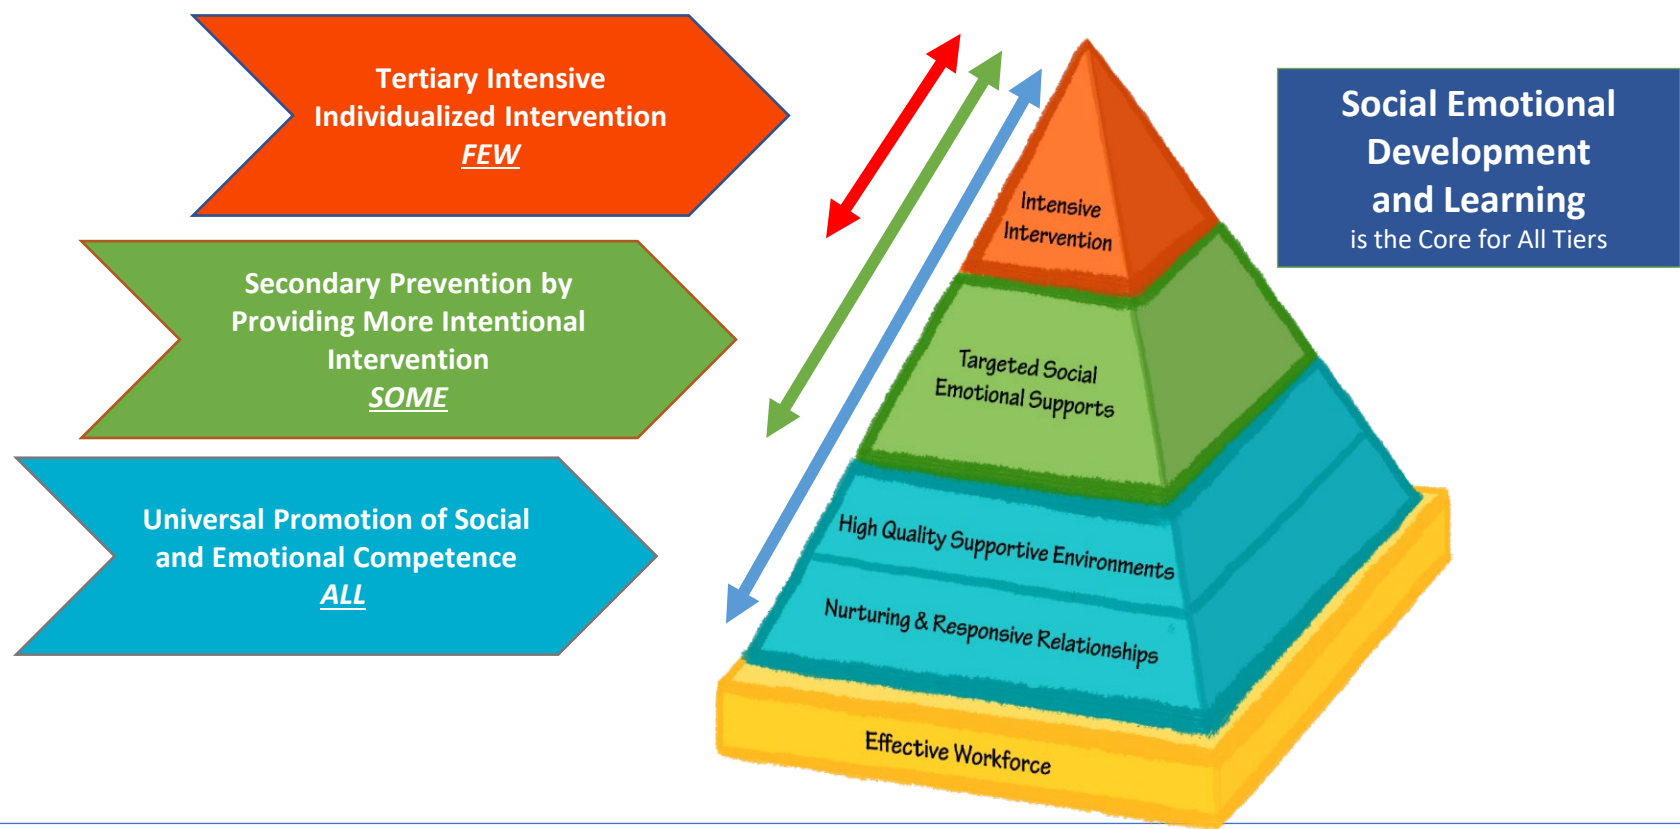 Tertiary Intensive
Individualized Intervention
FEW
Secondary Prevention by
Providing More Intentional
Intervention
SOME
Universal Promotion of Social
and Emotional Competence
ALL
Intensive
Intervention
Targeted Social
Emotional Supports
High Quality Supportive Environments
Nurturing & Responsive Relationships
Effective Workforce
Social Emotional
Development
and Learning
is the Core for All Tiers